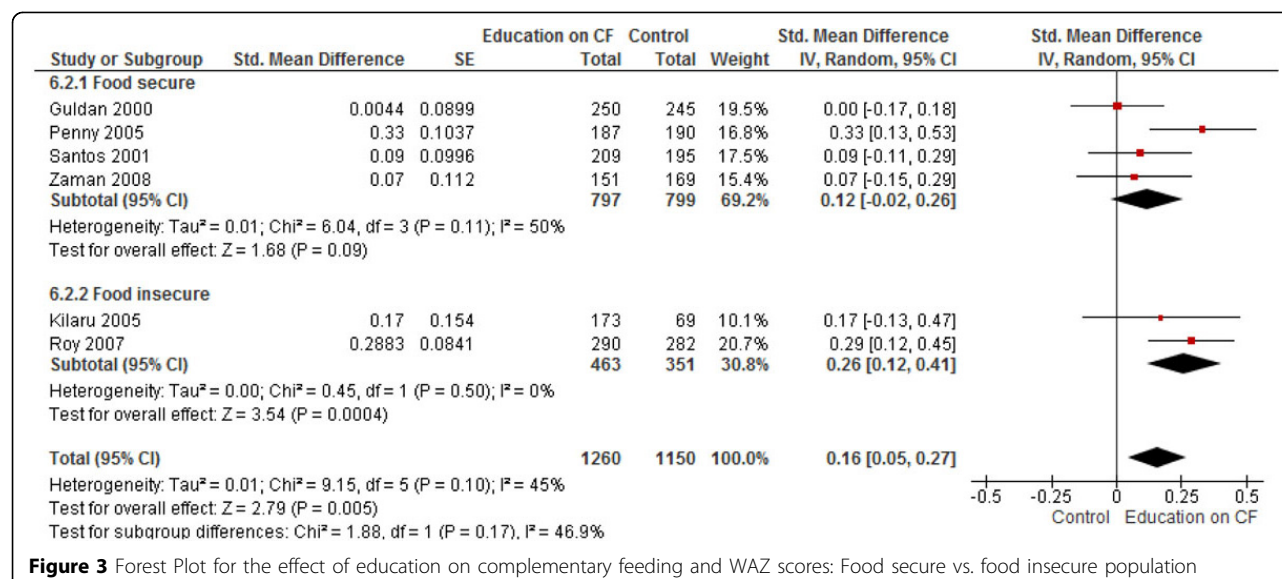 Education on CF Control Std. Mean Difference Std. Mean Difference
Study or Subgroup Std. Mean Difference SE Total Total Weight IV, Random, 95% CI IV, Random, 95% CI
6.2.1 Food secure
Guldan 2000 0.0044 0.0899 250 245 19.5% 0.00 [-0.17, 0.18]
Penny 2005 0.33 0.1037 187 190 16.8% 0.33 [0.13, 0.53]
Santos 2001 0.09 0.0996 209 195 17.5% 0.09 [-0.11, 0.29]
Zaman 2008 0.07 0.112 151 169 15.4% 0.07 [-0.15, 0.29]
Subtotal (95% CI) 797 799 69.2% 0.12 [-0.02, 0.26]
Heterogeneity: Tau² = 0.01; Chi² = 6.04, df = 3 (P = 0.11); I² = 50%
Test for overall effect: Z = 1.68 (P = 0.09)
6.2.2 Food insecure
Kilaru 2005 0.17 0.154 173 69 10.1% 0.17 [-0.13, 0.47]
Roy 2007 0.2883 0.0841 290 282 20.7% 0.29 [0.12, 0.45]
Subtotal (95% CI) 463 351 30.8% 0.26 [0.12, 0.41]
Heterogeneity: Tau² = 0.00; Chi² = 0.45, df = 1 (P = 0.50); I² = 0%
Test for overall effect: Z = 3.54 (P = 0.0004)
Total (95% CI) 1260 1150 100.0% 0.16 [0.05, 0.27]
Heterogeneity: Tau² = 0.01; Chi² = 9.15, df = 5 (P = 0.10); I² = 45%
Test for overall effect: Z = 2.79 (P = 0.005)
Test for subgroup differences: Chi² = 1.88, df = 1 (P = 0.17), I² = 46.9%
-0.5 -0.25 0 0.25 0.5
Control Education on CF
Figure 3 Forest Plot for the effect of education on complementary feeding and WAZ scores: Food secure vs. food insecure population